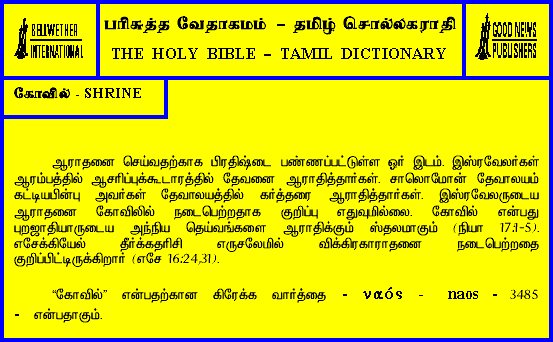 BELLWETHER
INTERNATIONAL
பரிசுத்த வேதாகமம் – தமிழ் சொல்லகராதி
THE HOLY BIBLE – TAMIL DICTIONARY
GOOD NEWS
PUBLISHERS
கோவில் - SHRINE
ஆராதனை செய்வதற்காக பிரதிஷ்டை பண்ணப்பட்டுள்ள ஓர் இடம். இஸ்ரவேலர்கள்
ஆரம்பத்தில் ஆசரிப்புக்கூடாரத்தில் தேவனை ஆராதித்தார்கள். சாலொமோன் தேவாலயம்
கட்டியபின்பு அவர்கள் தேவாலயத்தில் கர்த்தரை ஆராதித்தார்கள். இஸ்ரவேலருடைய
ஆராதனை கோவிலில் நடைபெற்றதாக குறிப்பு எதுவுமில்லை. கோவில் என்பது
புறஜாதியாருடைய அந்நிய தெய்வங்களை ஆராதிக்கும் ஸ்தலமாகும் (நியா 17:1-5).
எசேக்கியேல் தீர்க்கதரிசி எருசலேமில் விக்கிரகாராதனை நடைபெற்றதை
குறிப்பிட்டிருக்கிறார் (எசே 16:24,31).
“கோவில்” என்பதற்கான கிரேக்க வார்த்தை - ναός - naos - 3485
- என்பதாகும்.